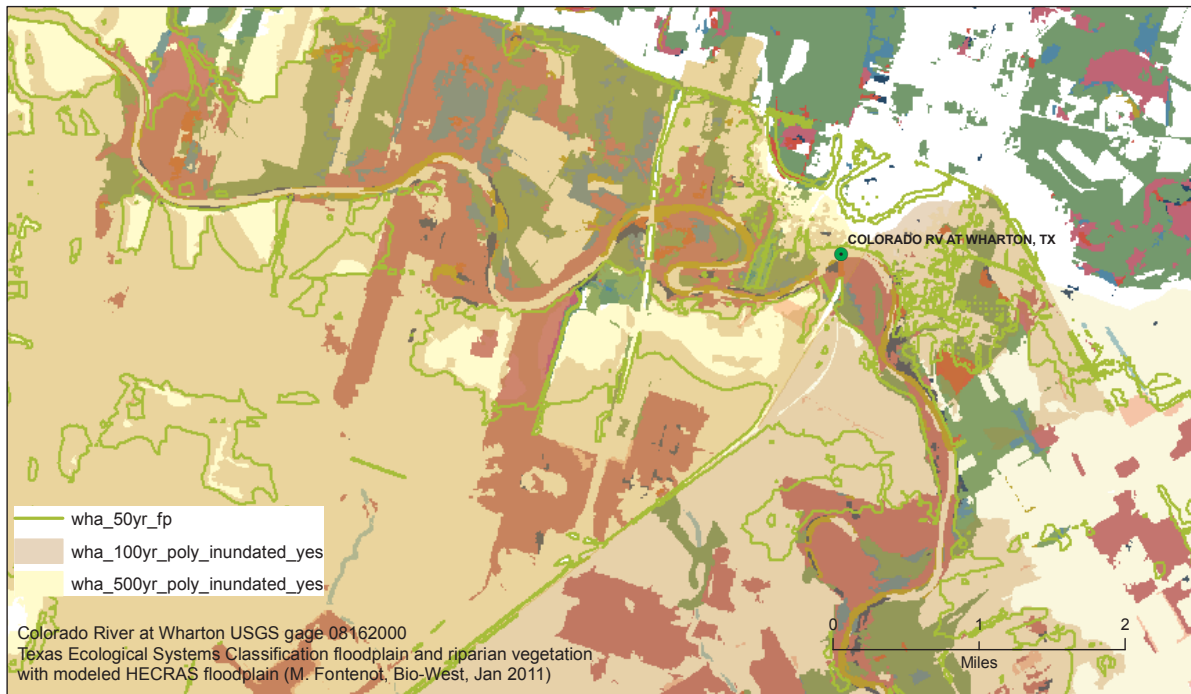 COLORADO RV AT WHARTON, TX
wha_50yr_fp
wha_100yr_poly_inundated_yes
wha_500yr_poly_inundated_yes
Colorado River at Wharton USGS gage 08162000
Texas Ecological Systems Classification floodplain and riparian vegetation
with modeled HECRAS floodplain (M. Fontenot, Bio-West, Jan 2011)
0 1 2
Miles